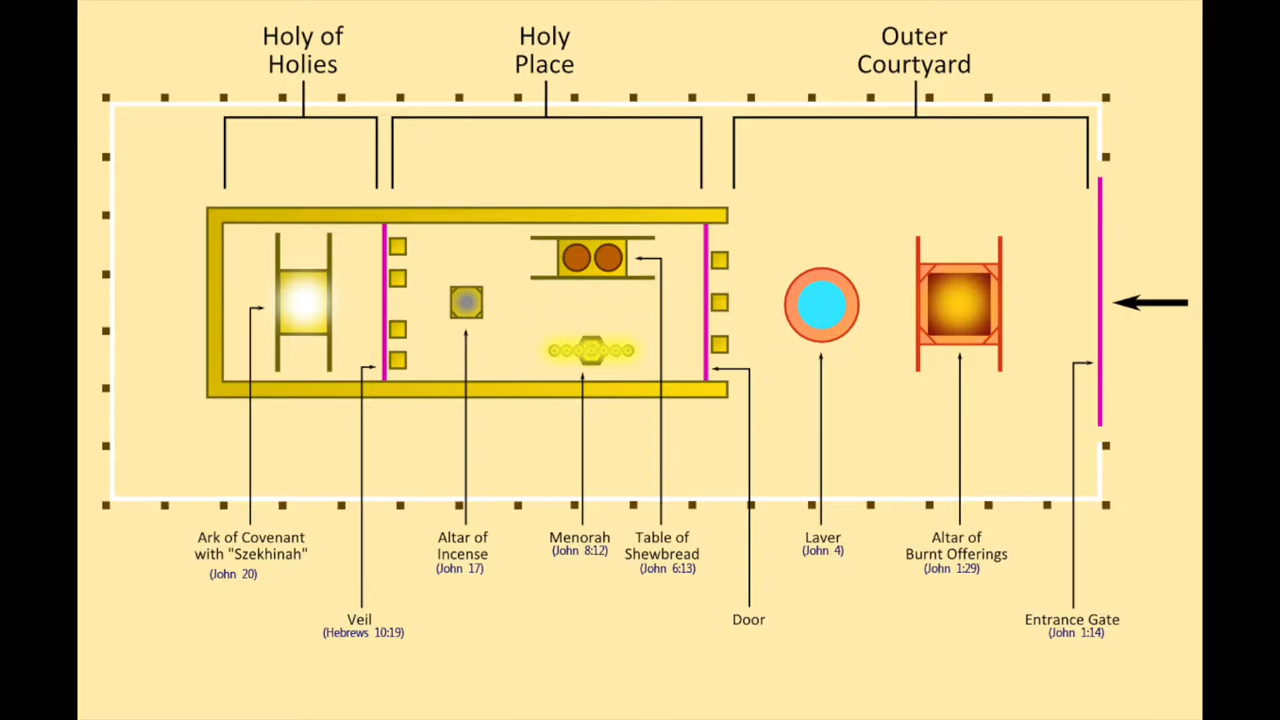 Holy of
Holies
Holy
Place
Outer
Courtyard
Ark of Covenant
with "Szekhinah"
(John 20)
Veil
(Hebrews 10:19)
Altar of
Incense
(John 17)
Menorah
(John 8:12)
Table of
Shewbread
(John 6:13)
Door
Laver
(John 4)
Altar of
Burnt Offerings
(John 1:29)
Entrance Gate
(John 1:14)